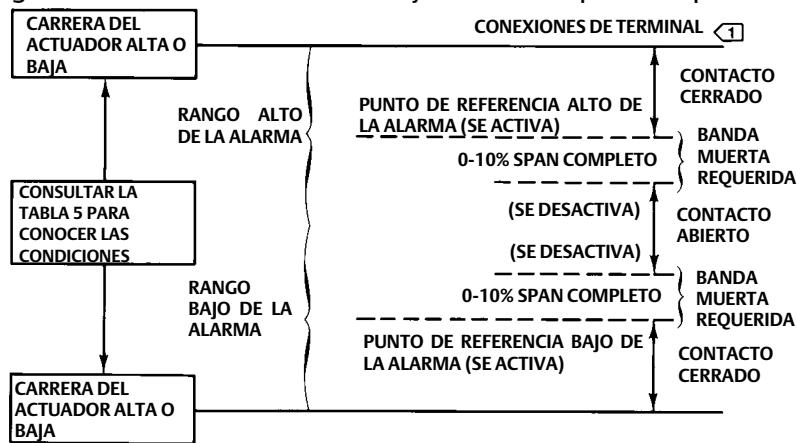 CARRERA DEL
ACTUADOR ALTA O
BAJA
CONEXIONES DE TERMINAL 1
CONTACTO
CERRADO
RANGO ALTO
DE LA ALARMA
PUNTO DE REFERENCIA ALTO DE
LA ALARMA (SE ACTIVA)
BANDA
MUERTA
REQUERIDA
0-10% SPAN COMPLETO
CONSULTAR LA
TABLA 5 PARA
CONOCER LAS
CONDICIONES
(SE DESACTIVA)
CONTACTO
ABIERTO
(SE DESACTIVA)
RANGO
BAJO DE LA
ALARMA
0-10% SPAN COMPLETO
BANDA
MUERTA
REQUERIDA
PUNTO DE REFERENCIA BAJO DE
LA ALARMA (SE ACTIVA)
CONTACTO
CERRADO
CARRERA DEL
ACTUADOR ALTA O
BAJA